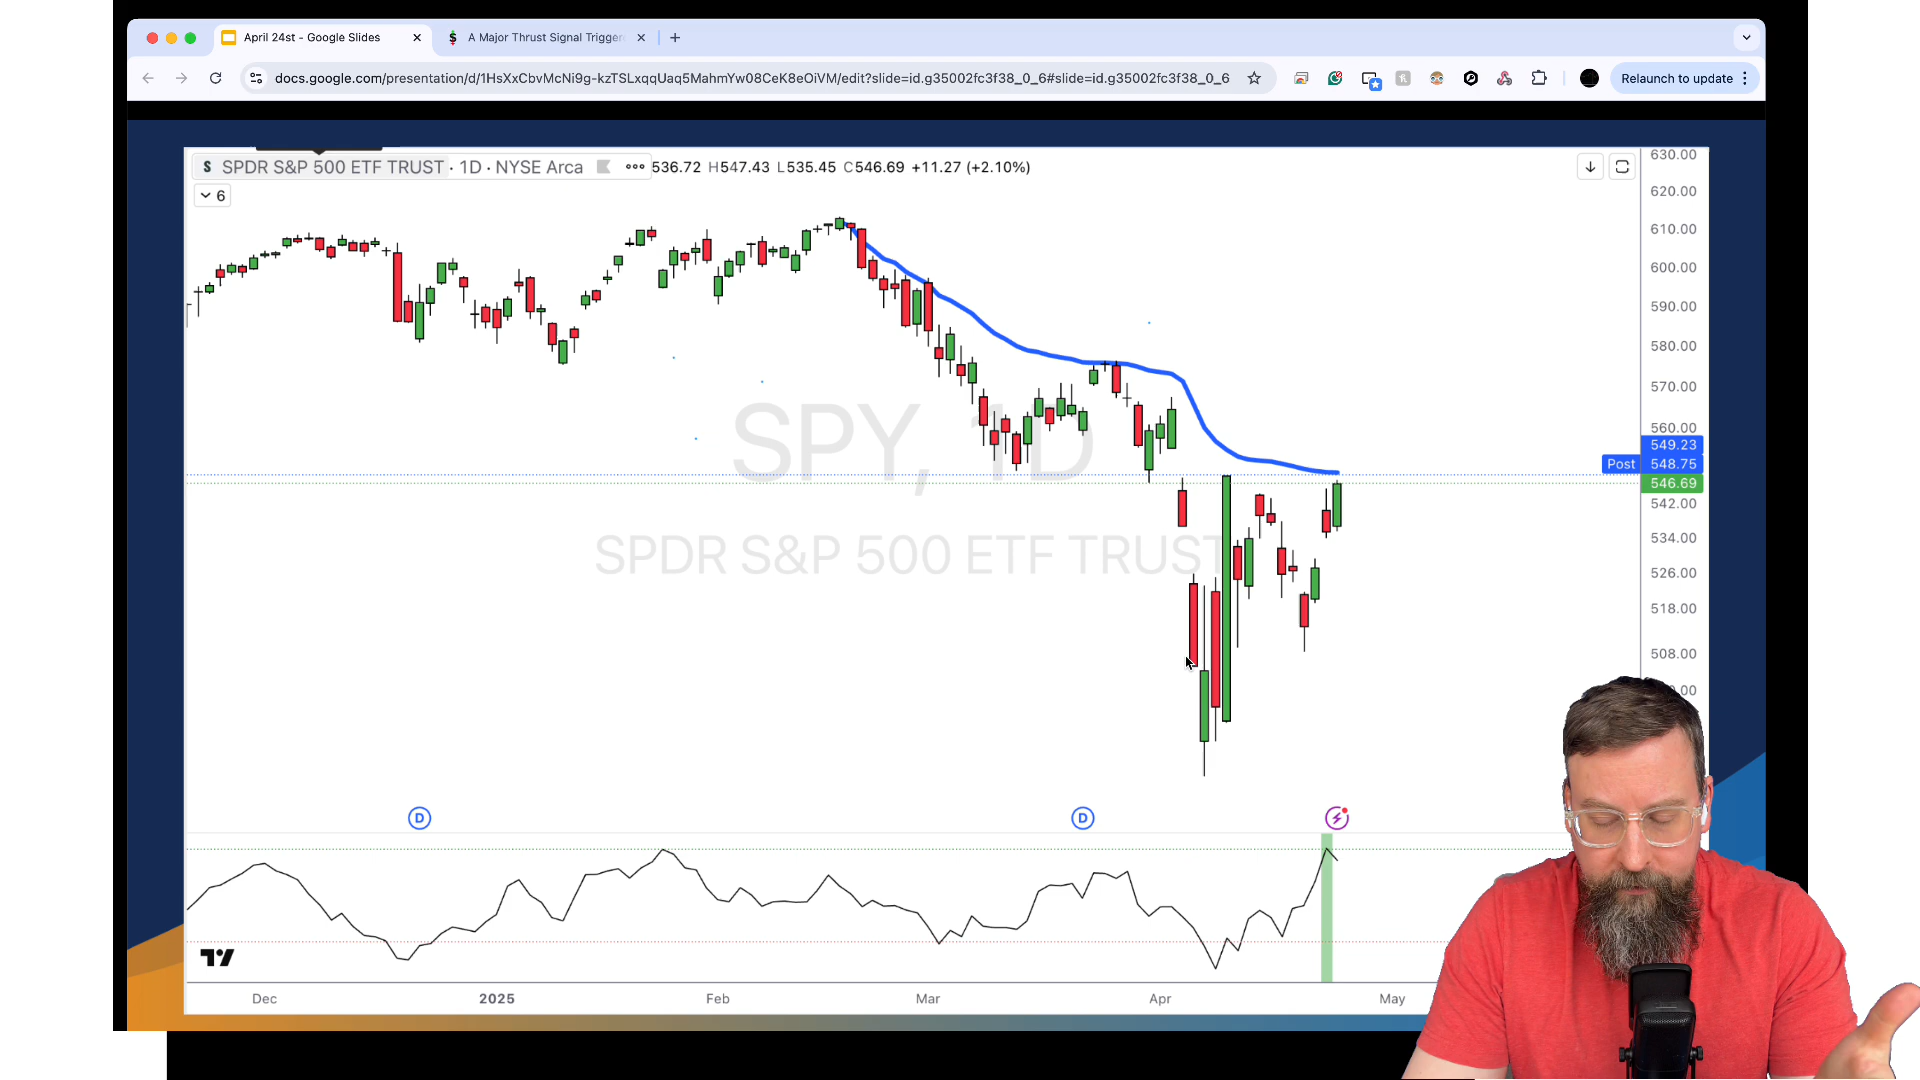 April 24st - Google Slides
A Major Thrust Signal Trigger
docs.google.com/presentation/d/1HsXxCbvMcNi9g-kzTSLxqqUaq5MahmYw08CeK8eOiVM/edit?slide=id.g35002fc3f38_0_6#slide=id.g35002fc3f38_0_6
Relaunch to update
S SPDR S&P 500 ETF TRUST · 1D · NYSE Arca ••• 536.72 H547.43 L535.45 C546.69 +11.27 (+2.10%)
6
630.00
620.00
610.00
600.00
590.00
580.00
570.00
560.00
549.23
Post 548.75
546.69
542.00
534.00
526.00
518.00
508.00
SPY, 1D
SPDR S&P 500 ETF TRUST
D
D
Dec 2025 Feb Mar Apr May